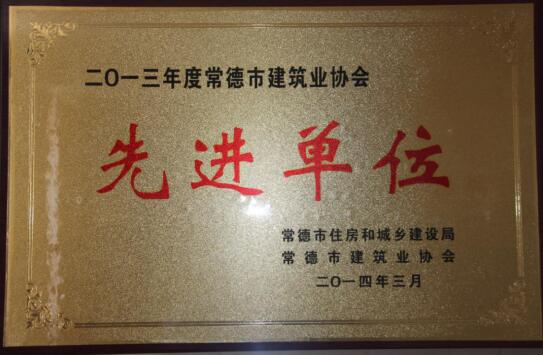 二〇一三年度常德市建筑业协会
先进单位
常德市住房和城乡建设局
常德市建筑业协会
二〇一四年三月